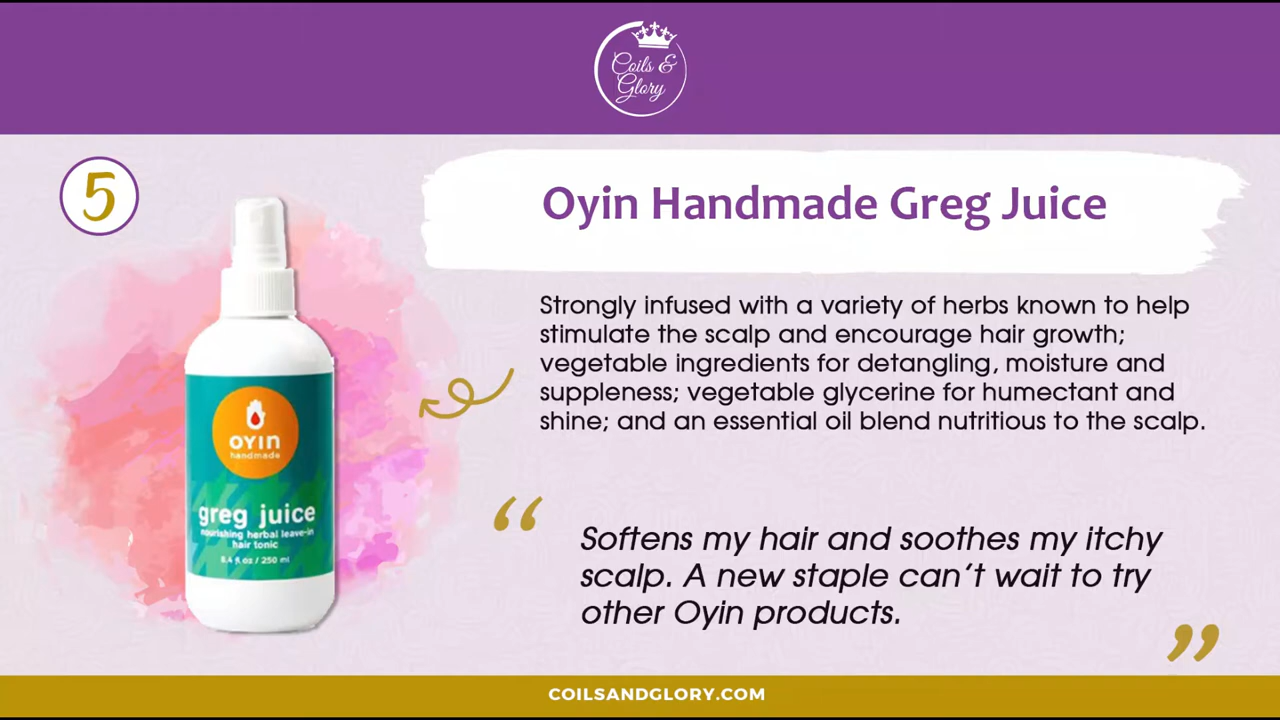 Coils &
Glory
5
Oyin Handmade Greg Juice
Strongly infused with a variety of herbs known to help
stimulate the scalp and encourage hair growth;
vegetable ingredients for detangling, moisture and
suppleness; vegetable glycerine for humectant and
shine; and an essential oil blend nutritious to the scalp.
OYIN
handmade
greg juice
nourishing herbal leave-in
hair tonic
8.4 fl oz / 250 ml
“
Softens my hair and soothes my itchy
scalp. A new staple can’t wait to try
other Oyin products.
”
COILSANDGLORY.COM